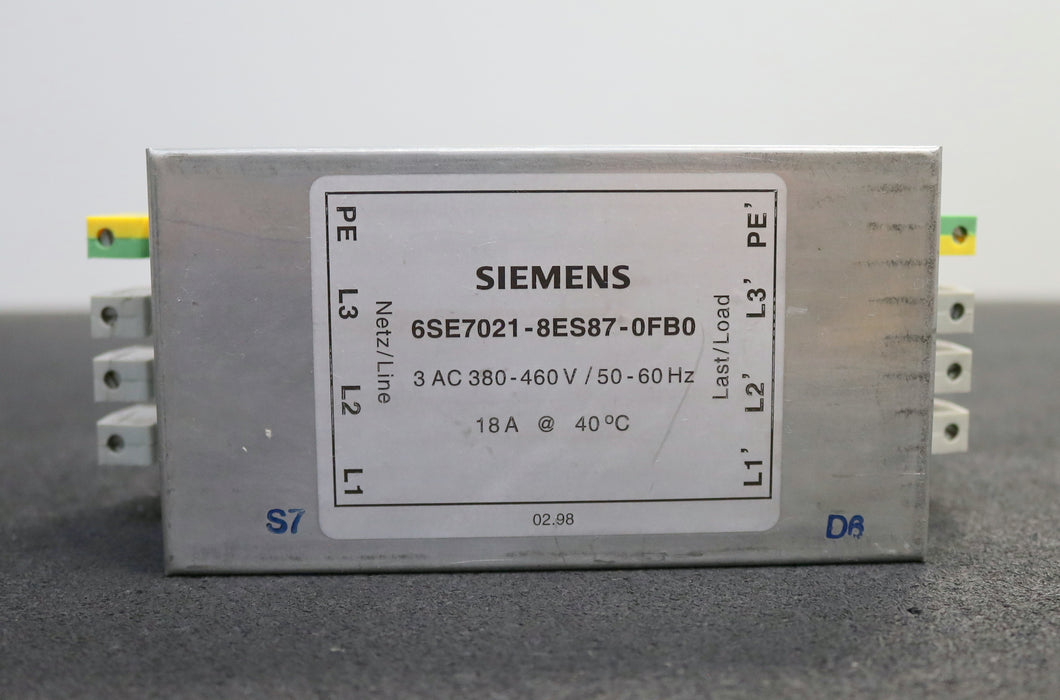 PE
L3
L2
L1
Netz/Line
SIEMENS
6SE7021-8ES87-0FB0
3 AC 380-460 V / 50-60 Hz
18 A @ 40 °C
Last/Load
PE’
L3’
L2’
L1’
02.98
S7
D6